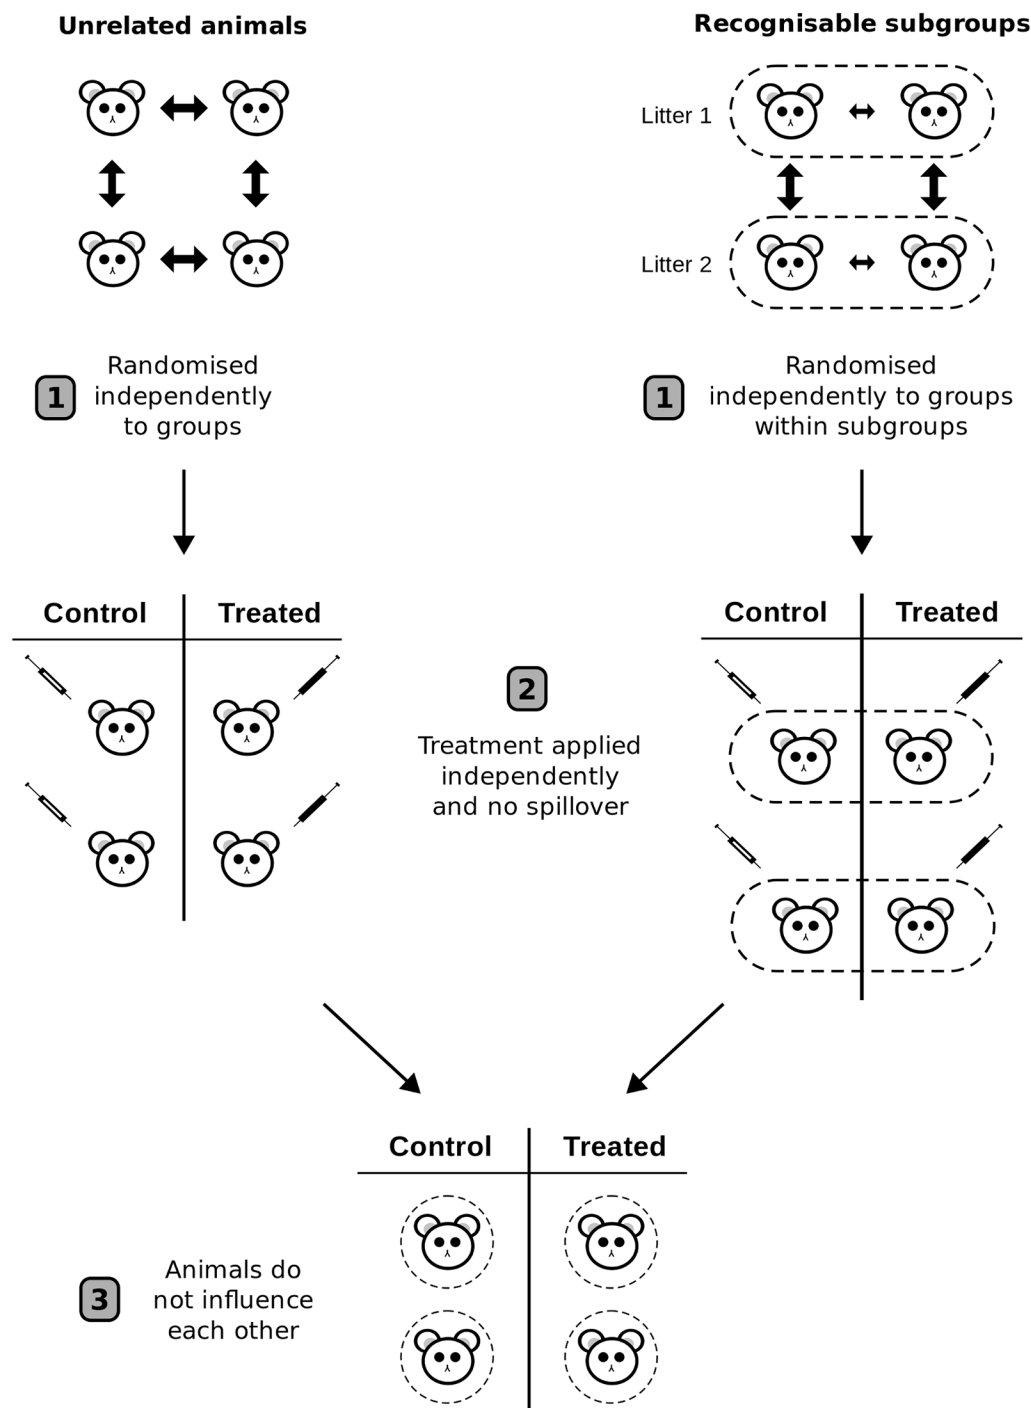 Unrelated animals
Recognisable subgroups
Litter 1
Litter 2
1
Randomised
independently
to groups
1
Randomised
independently to groups
within subgroups
Control
Treated
2
Treatment applied
independently
and no spillover
Control
Treated
Control
Treated
3
Animals do
not influence
each other